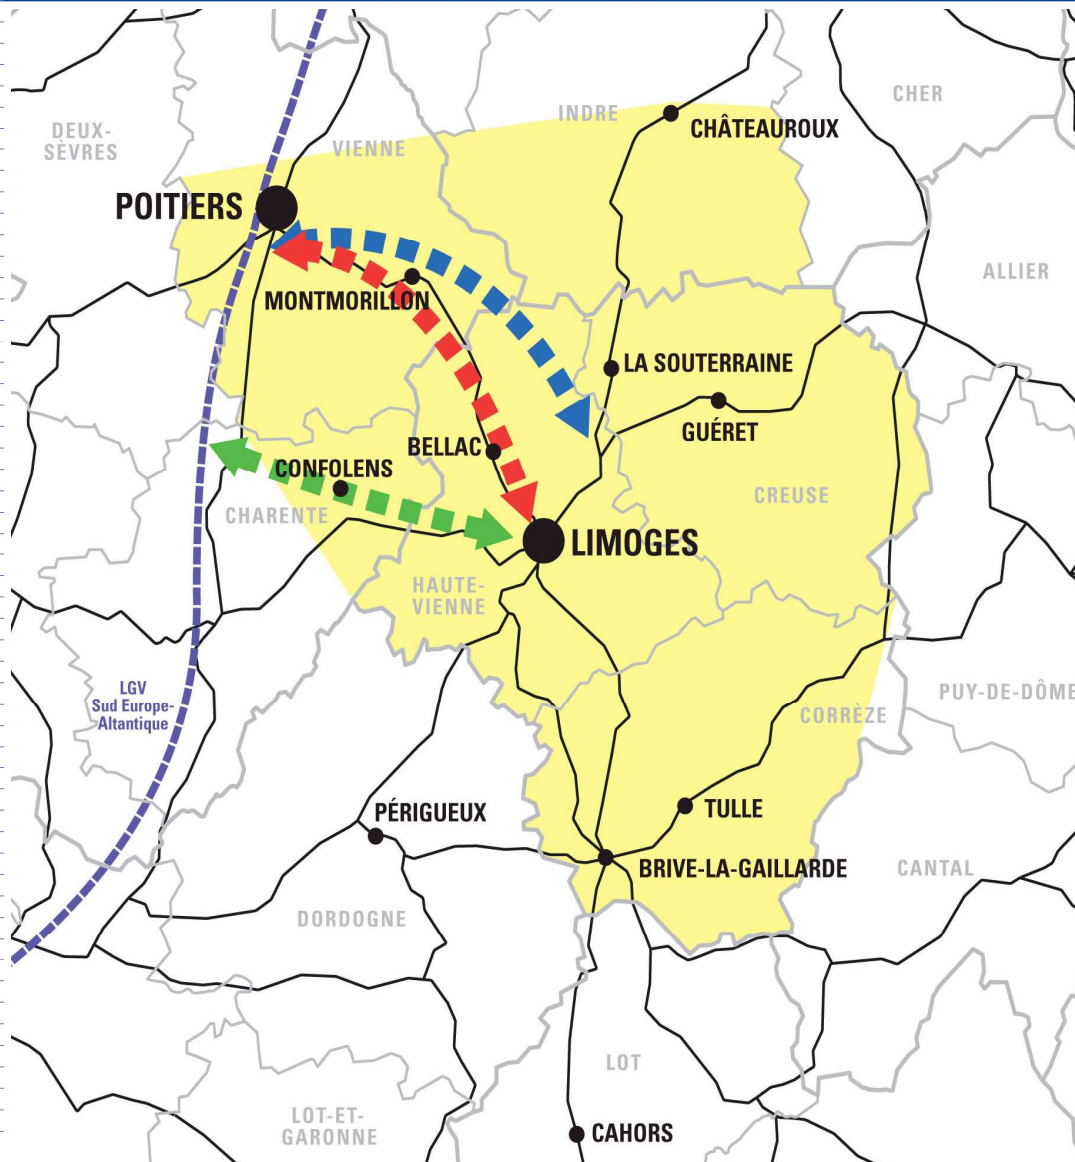 CHER
INDRE
CHÂTEAUROUX
DEUX-
SÈVRES
VIENNE
POITIERS
ALLIER
MONTMORILLON
LA SOUTERRAINE
GUÉRET
BELLAC
CONFOLENS
CREUSE
CHARENTE
LIMOGES
HAUTE-
VIENNE
LGV
Sud Europe-
Altantique
PUY-DE-DÔME
CORRÈZE
PÉRIGUEUX
TULLE
BRIVE-LA-GAILLARDE
CANTAL
DORDOGNE
LOT
LOT-ET-
GARONNE
CAHORS